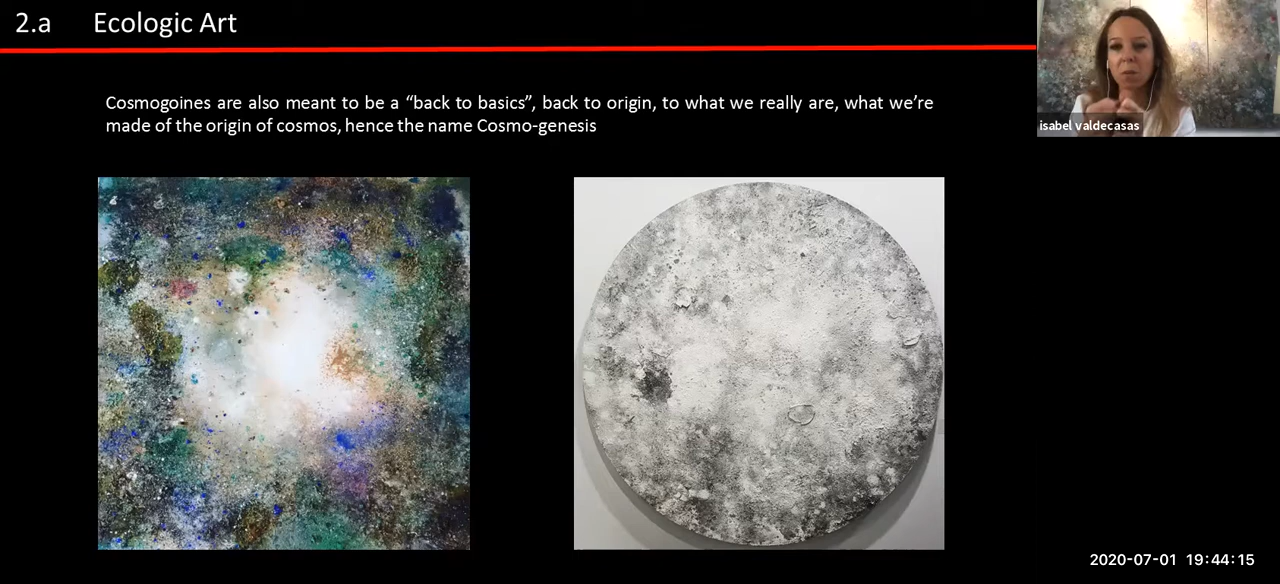 2.a Ecologic Art
Cosmogoines are also meant to be a “back to basics”, back to origin, to what we really are, what we’re
made of the origin of cosmos, hence the name Cosmo-genesis
isabel valdecasas
2020-07-01 19:44:15